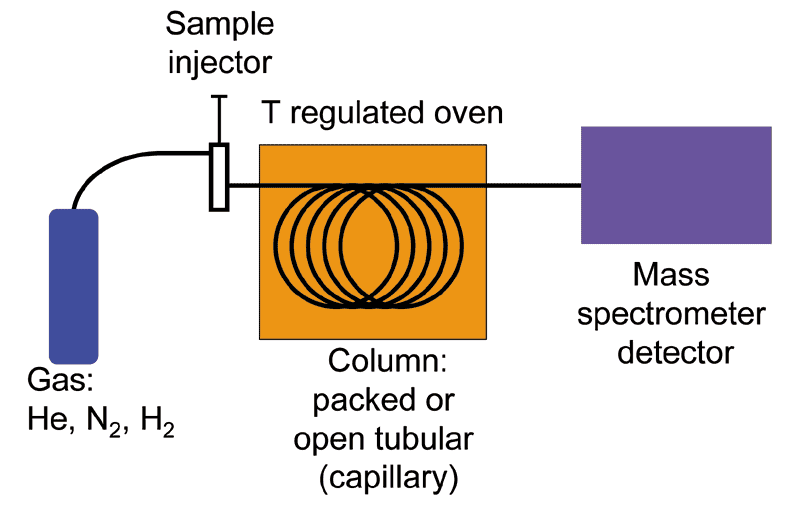 Sample
injector
T regulated oven
Mass
spectrometer
detector
Column:
packed or
open tubular
(capillary)
Gas:
He, N₂, H₂